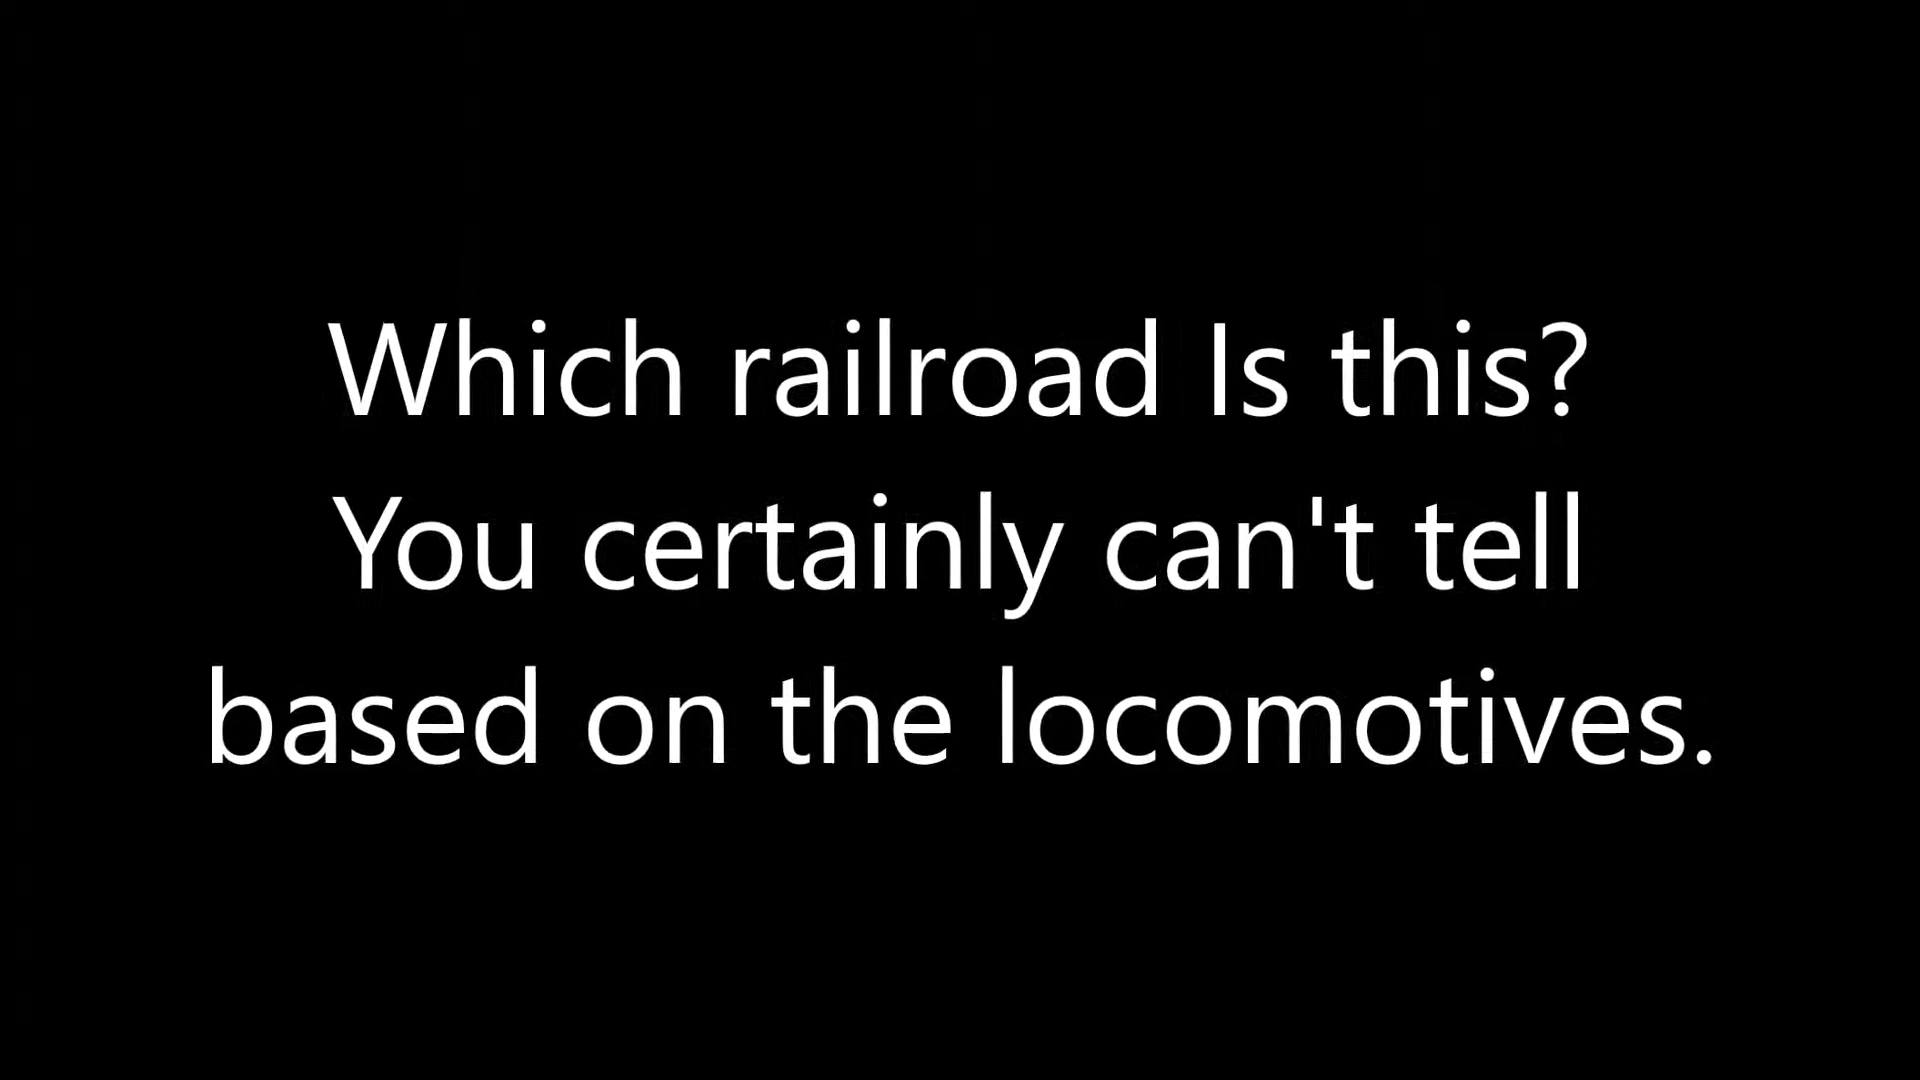 Which railroad Is this?
You certainly can't tell
based on the locomotives.